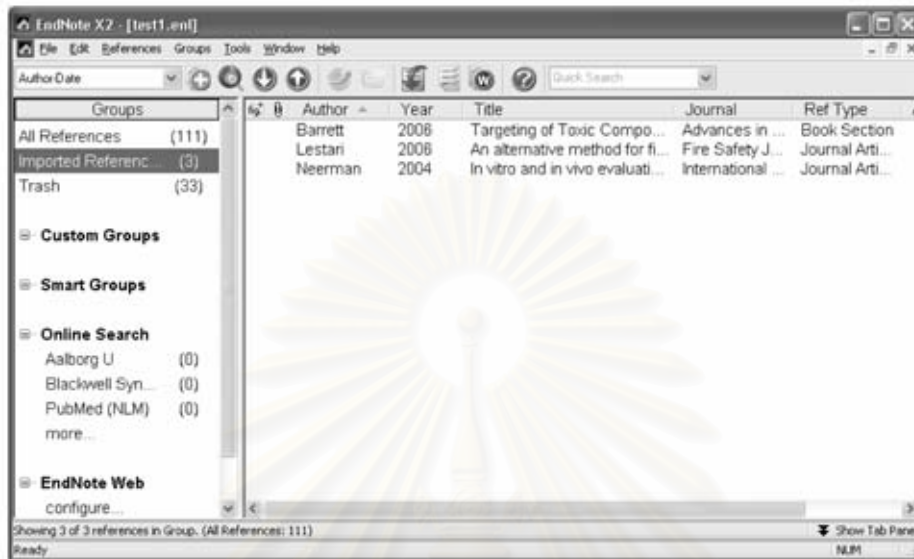 EndNote X2 - [test1.enl]
File Edit References Groups Tools Window Help
Author-Date Quick Search
Groups Author Year Title Journal Ref Type
All References (111) Barrett 2006 Targeting of Toxic Compo... Advances in ... Book Section
Imported Referenc... (3) Lestari 2006 An alternative method for fi... Fire Safety J... Journal Arti...
Trash (33) Neerman 2004 In vitro and in vivo evaluati... International ... Journal Arti...
Custom Groups
Smart Groups
Online Search
Aalborg U (0)
Blackwell Syn... (0)
PubMed (NLM) (0)
more...
EndNote Web
configure...
Showing 3 of 3 references in Group. (All References: 111) Show Tab Pane
Ready NUM